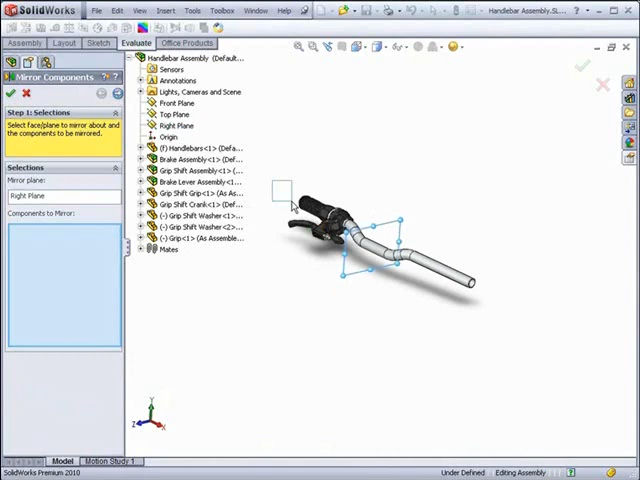 SolidWorks
File
Edit
View
Insert
Tools
Toolbox
Window
Help
Handlebar Assembly.SL...
Assembly
Layout
Sketch
Evaluate
Office Products
Mirror Components
Step 1: Selections
Select face/plane to mirror about and
the components to be mirrored.
Selections
Mirror plane:
Right Plane
Components to Mirror:
Handlebar Assembly (Default...
Sensors
Annotations
Lights, Cameras and Scene
Front Plane
Top Plane
Right Plane
Origin
(f) Handlebars<1> (Defa...
Brake Assembly<1> (Def...
Grip Shift Assembly<1> (...
Brake Lever Assembly<1...
Grip Shift Grip<1> (As As...
Grip Shift Crank<1> (Def...
(-) Grip Shift Washer<1>...
(-) Grip Shift Washer<2>...
(-) Grip<1> (As Assemble...
Mates
Y
Z
X
Model
Motion Study 1
SolidWorks Premium 2010
Under Defined
Editing Assembly